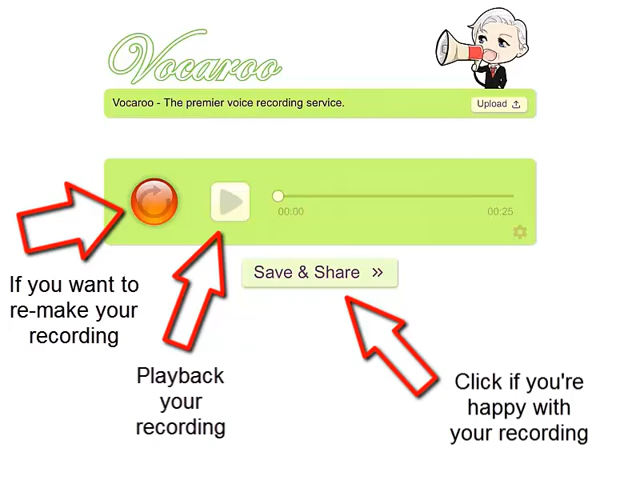 Vocaroo
Vocaroo - The premier voice recording service.
Upload
00:00
00:25
Save & Share »
If you want to
re-make your
recording
Playback
your
recording
Click if you're
happy with
your recording